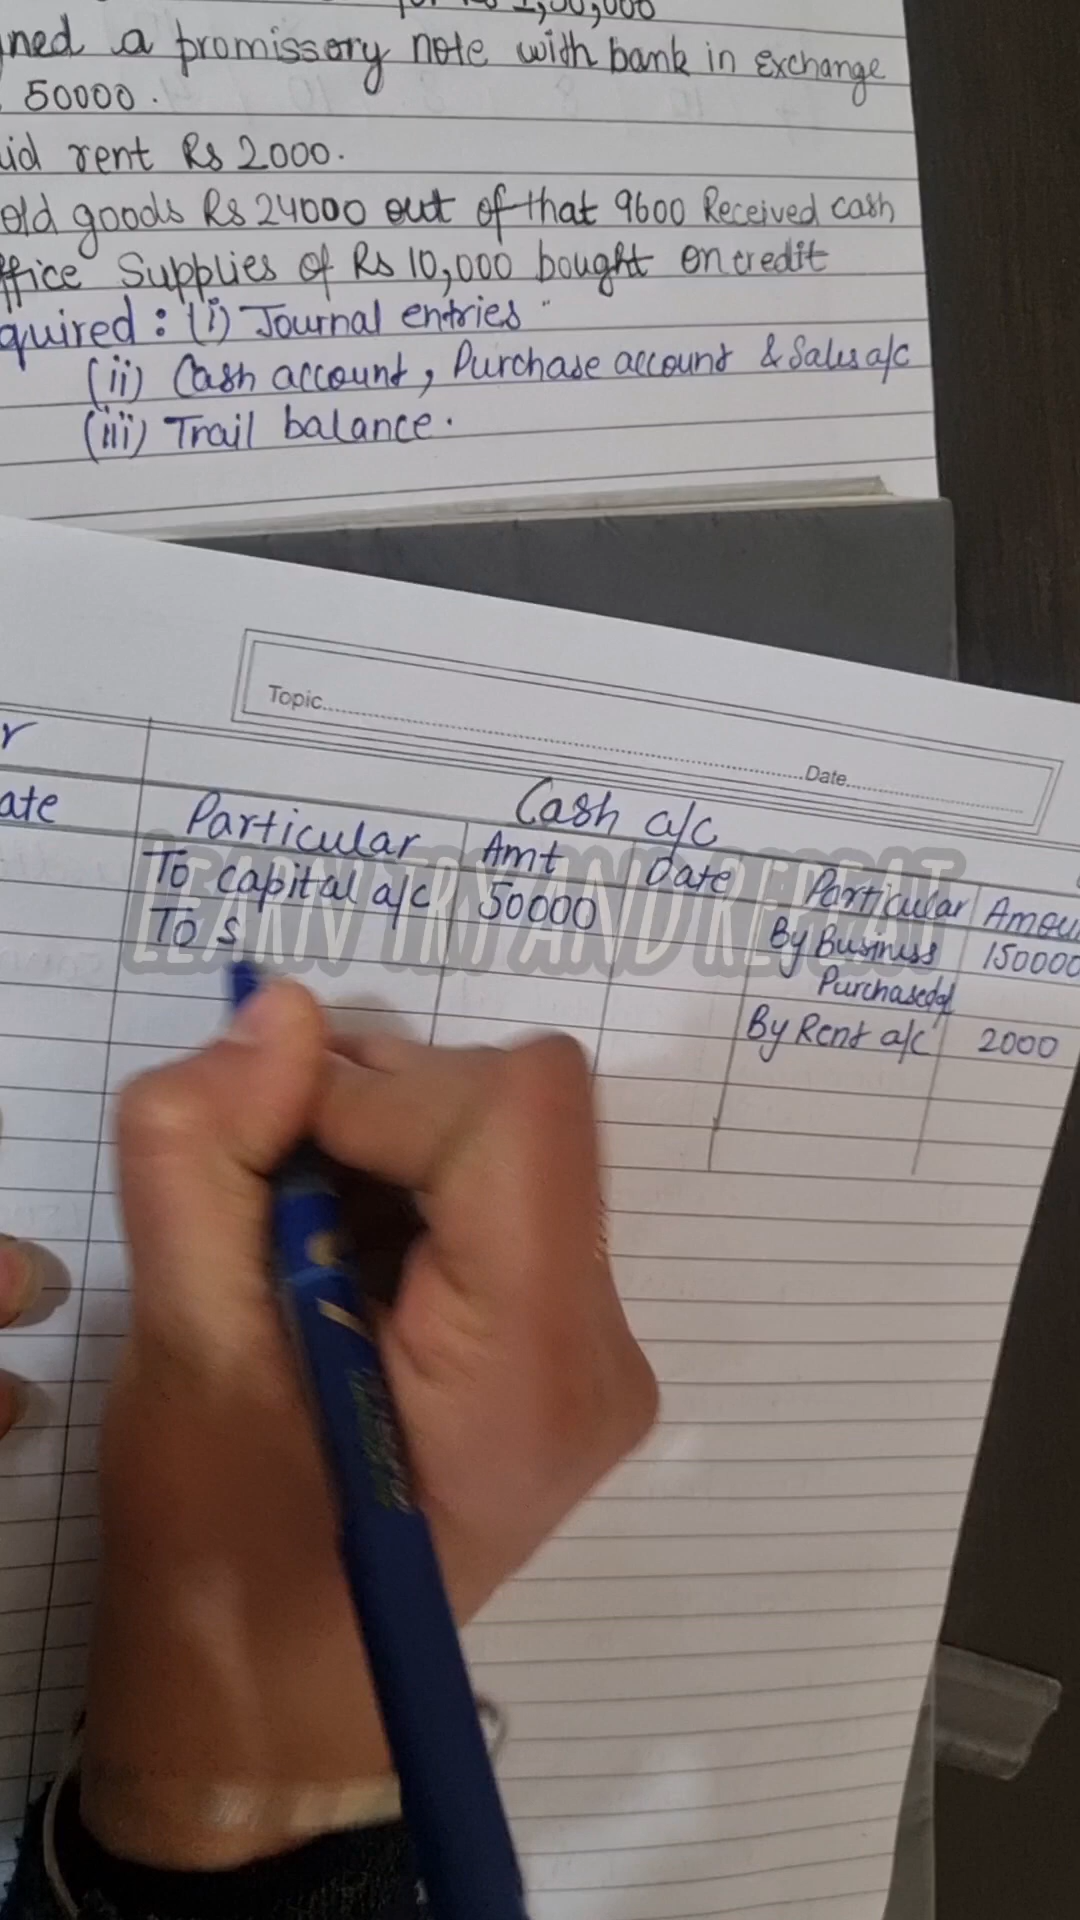 a promissory note with bank in exchange
50000.
rent Rs 2000.
old goods Rs 24000 out of that 9600 Received cash
ffice Supplies of Rs 10,000 bought on credit
quired : (i) Journal entries
(ii) Cash account, Purchase account & Sales a/c
(iii) Trail balance.
Topic
Date
Cash a/c
ate Particular Amt Date Particular Amou
To capital a/c 50000 By Business 150000
To s Purchased
By Rent a/c 2000
LEARN TRY AND REPEAT